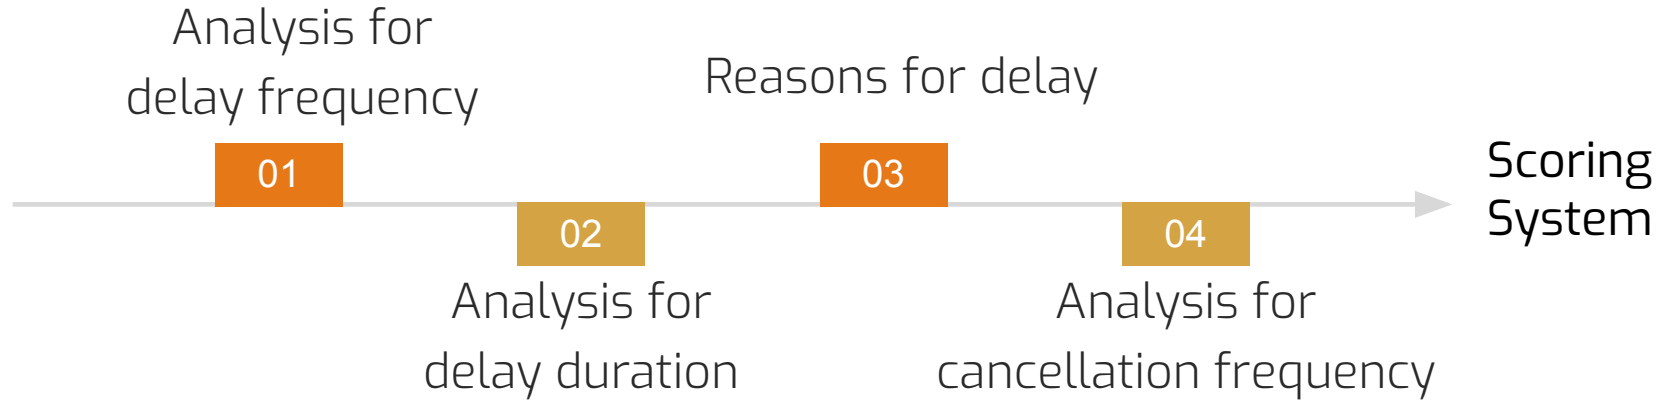 Analysis for
delay frequency
01
02
Analysis for
delay duration
Reasons for delay
03
04
Analysis for
cancellation frequency
Scoring
System